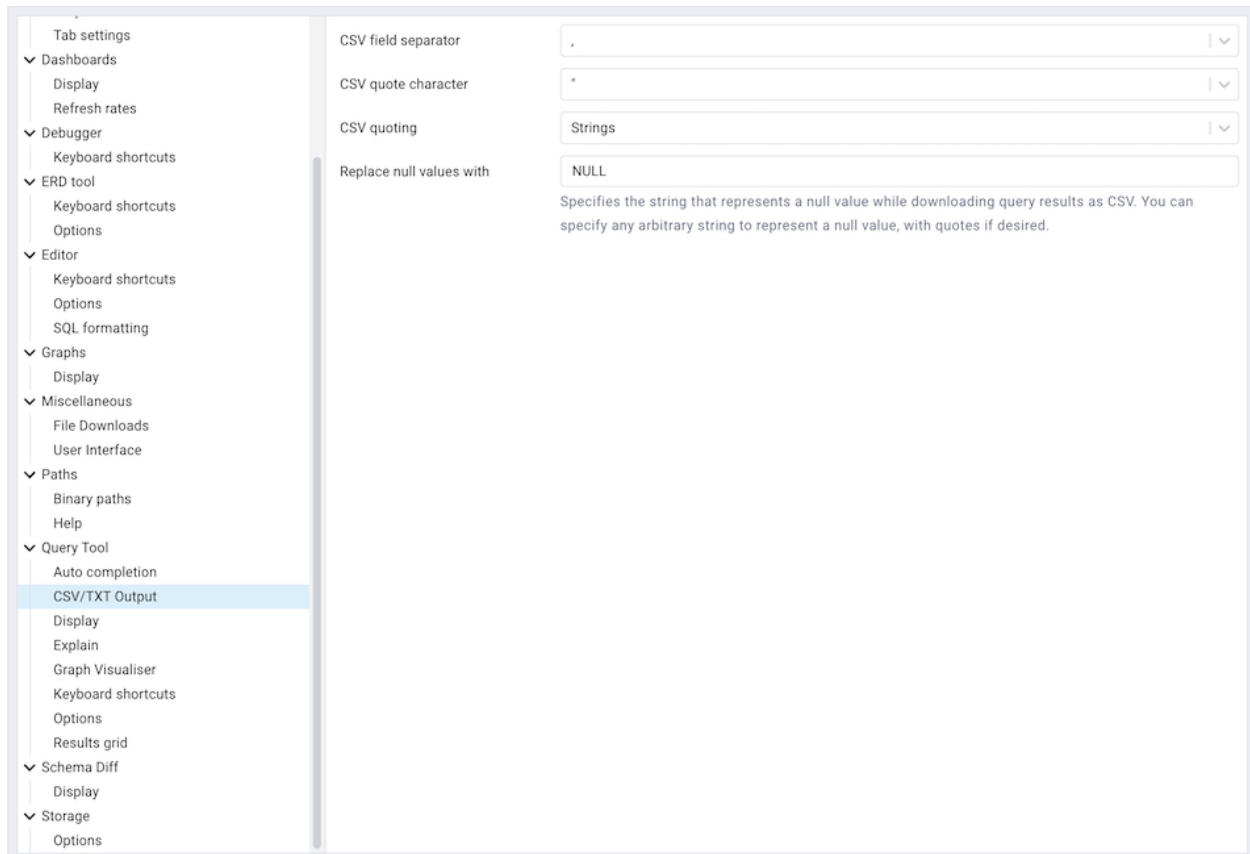 Tab settings
Dashboards
Display
Refresh rates
Debugger
Keyboard shortcuts
ERD tool
Keyboard shortcuts
Options
Editor
Keyboard shortcuts
Options
SQL formatting
Graphs
Display
Miscellaneous
File Downloads
User Interface
Paths
Binary paths
Help
Query Tool
Auto completion
CSV/TXT Output
Display
Explain
Graph Visualiser
Keyboard shortcuts
Options
Results grid
Schema Diff
Display
Storage
Options
CSV field separator
,
CSV quote character
"
CSV quoting
Strings
Replace null values with
NULL
Specifies the string that represents a null value while downloading query results as CSV. You can
specify any arbitrary string to represent a null value, with quotes if desired.